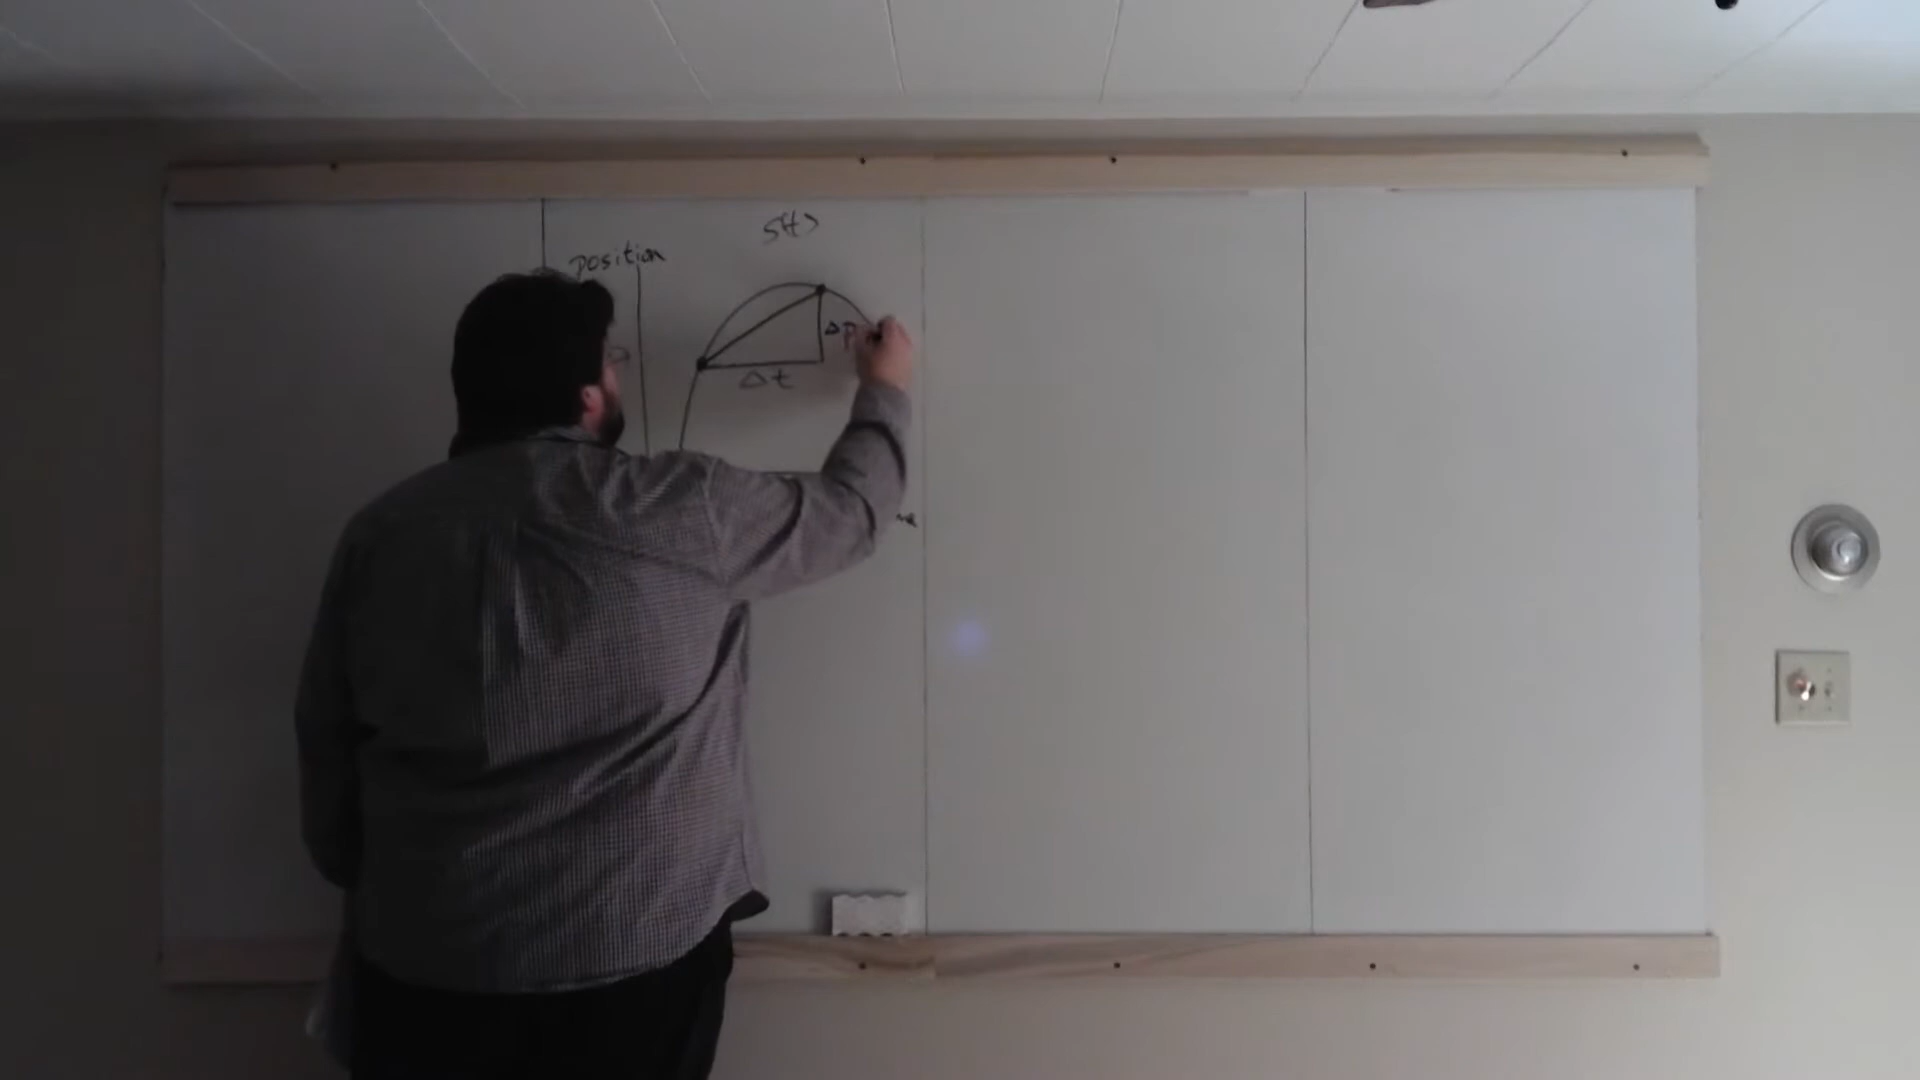 s(t)
position
Δp
Δt